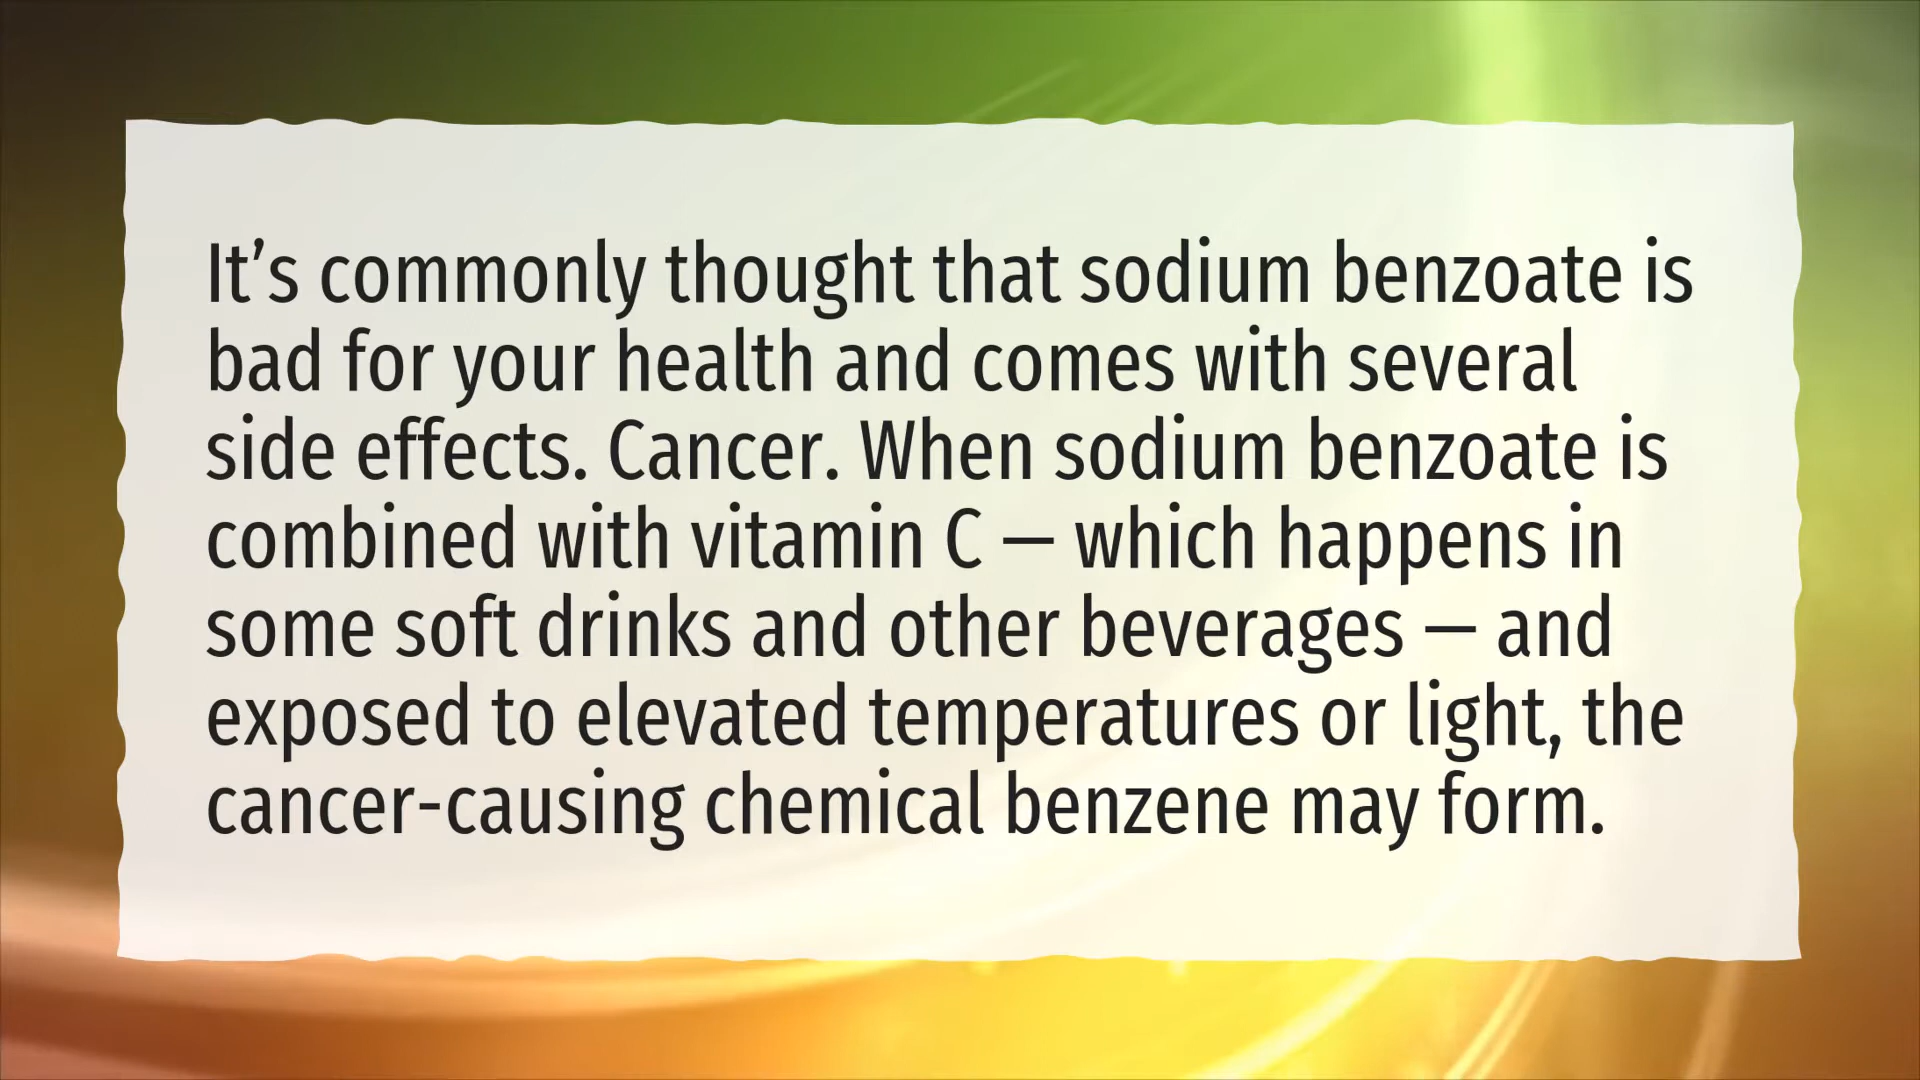 It’s commonly thought that sodium benzoate is
bad for your health and comes with several
side effects. Cancer. When sodium benzoate is
combined with vitamin C — which happens in
some soft drinks and other beverages — and
exposed to elevated temperatures or light, the
cancer-causing chemical benzene may form.